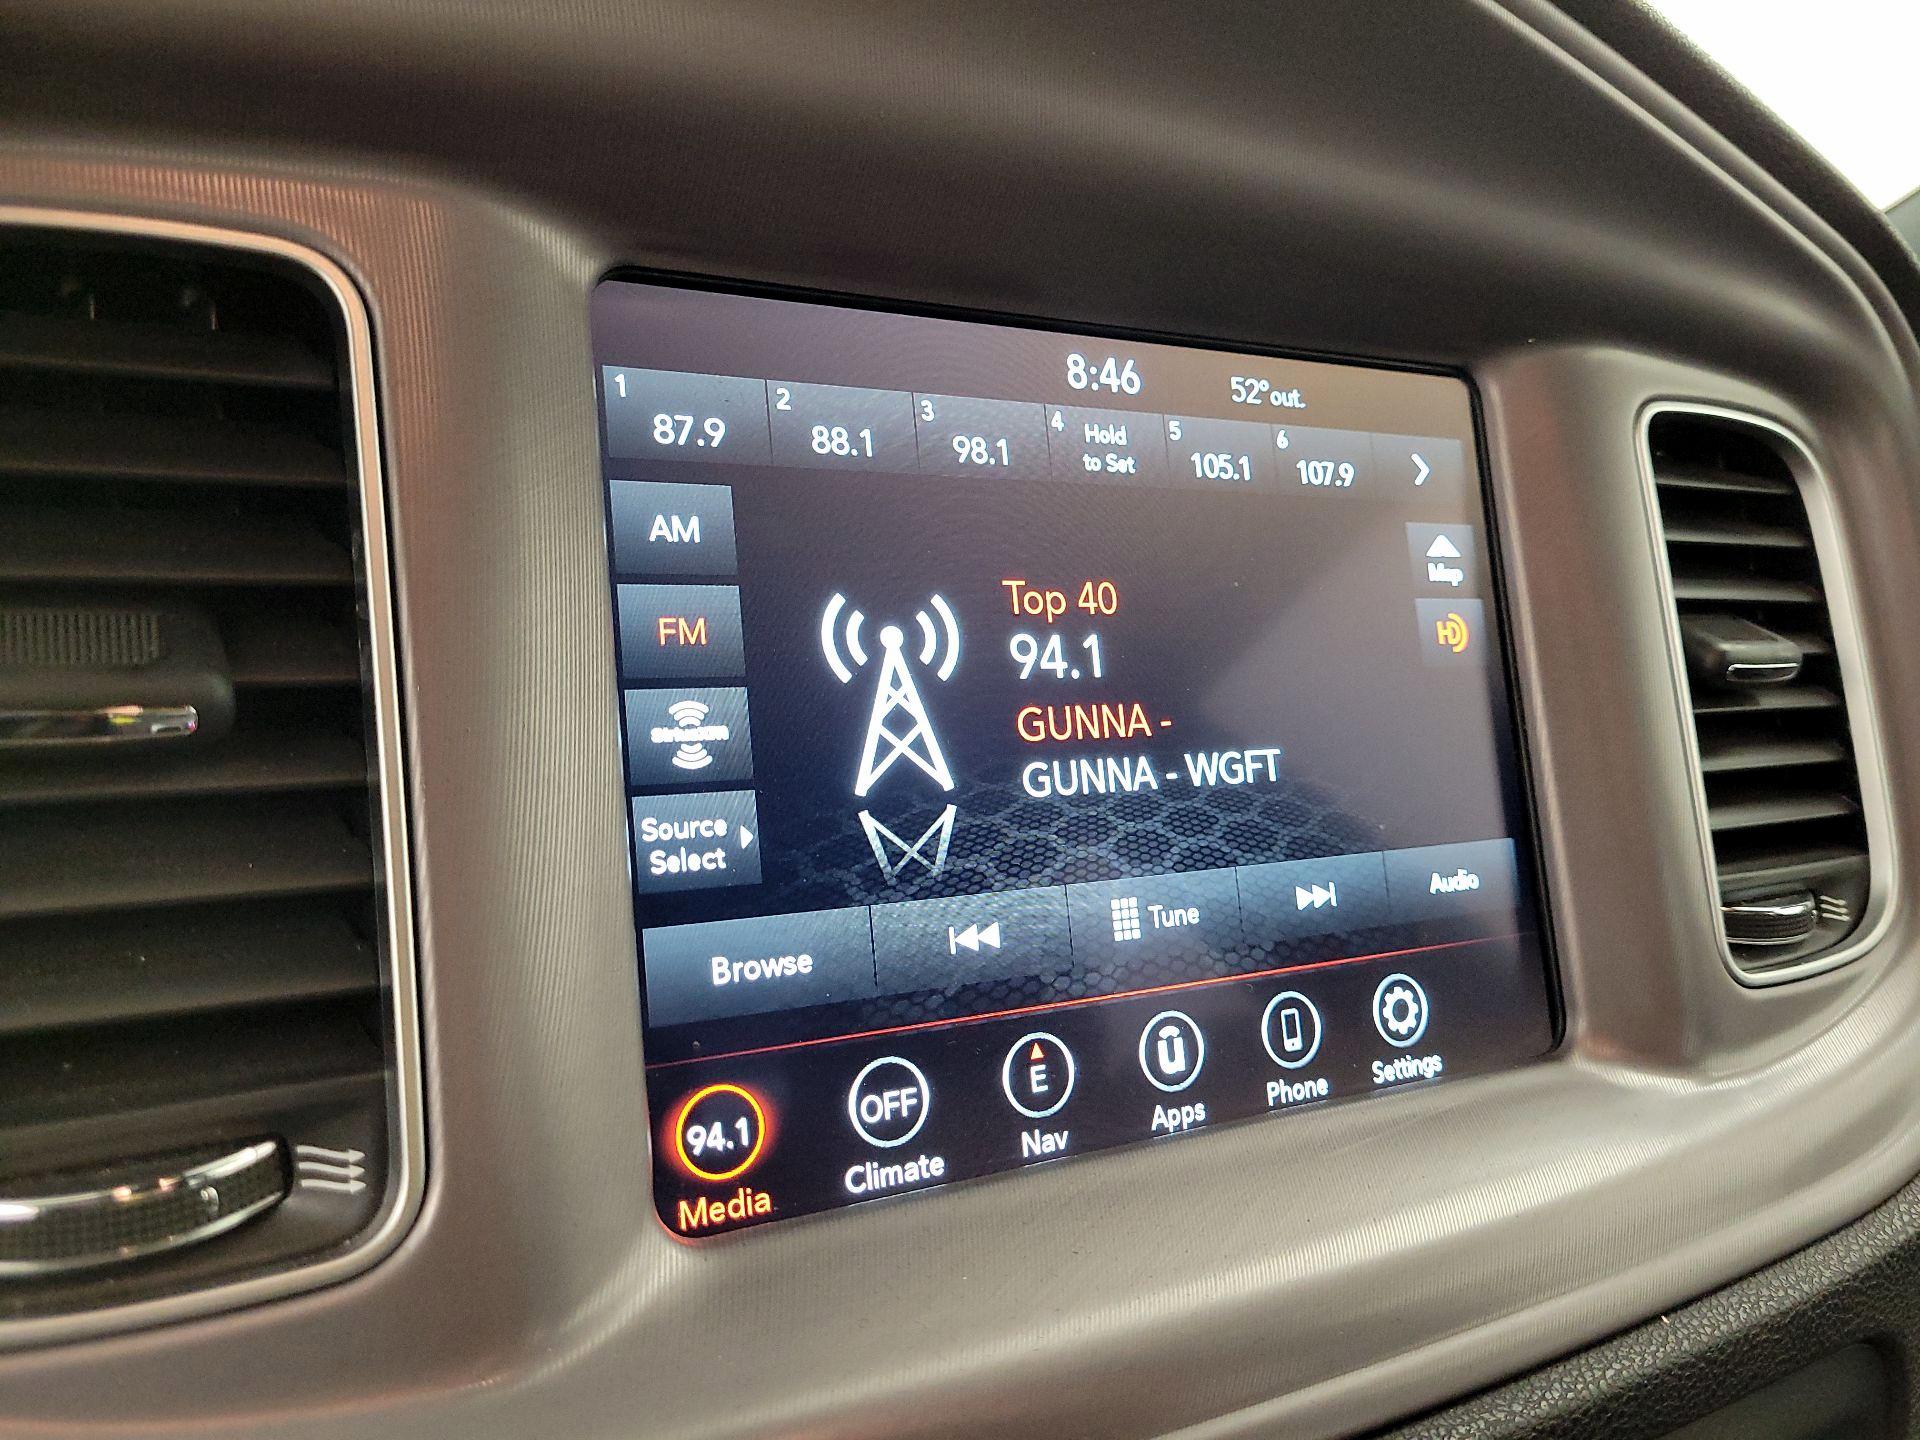 8:46
52° out.
1
87.9
2
88.1
3
98.1
4
Hold
to Set
5
105.1
6
107.9
AM
FM
SiriusXM
Source
Select
Top 40
94.1
GUNNA -
GUNNA - WGFT
Map
HD
Browse
Tune
Audio
94.1
Media
OFF
Climate
E
Nav
u
Apps
Phone
Settings